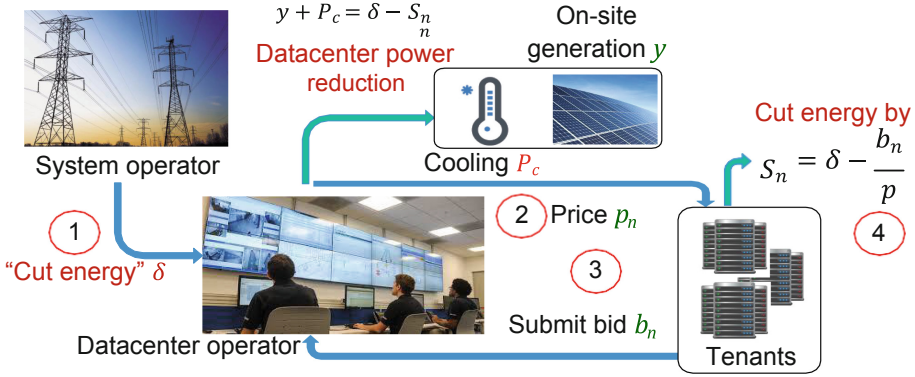 y + P_c = δ − S_n
n
Datacenter power
reduction
On-site
generation y
Cooling P_c
System operator
1
"Cut energy" δ
Datacenter operator
2 Price p_n
3
Submit bid b_n
Tenants
Cut energy by
S_n = δ − b_n / p
4